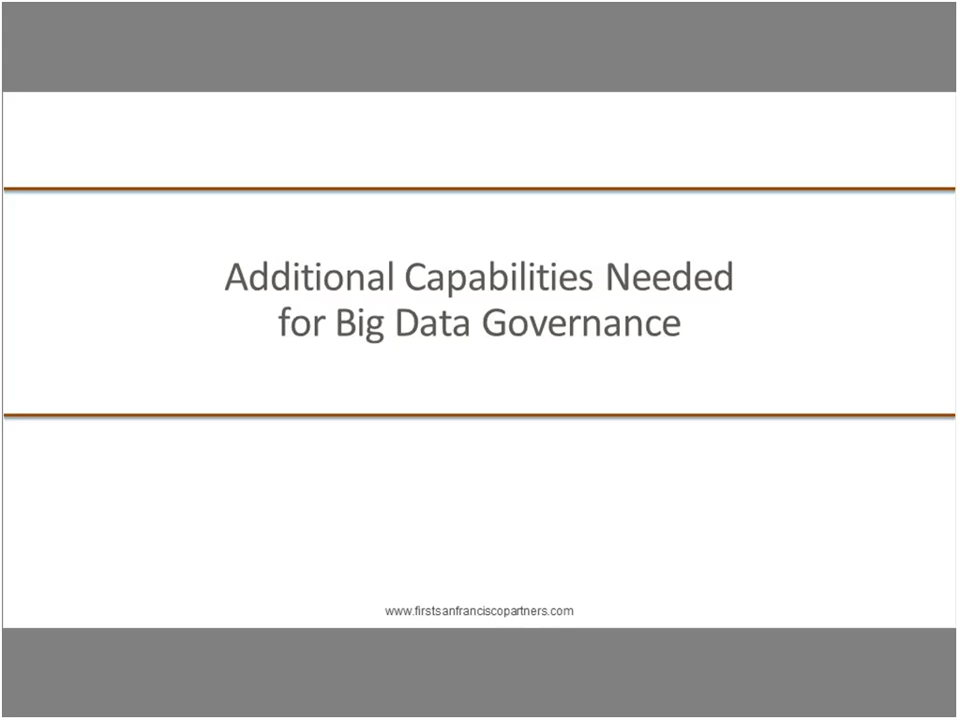 Additional Capabilities Needed
for Big Data Governance
www.firstsanfranciscopartners.com